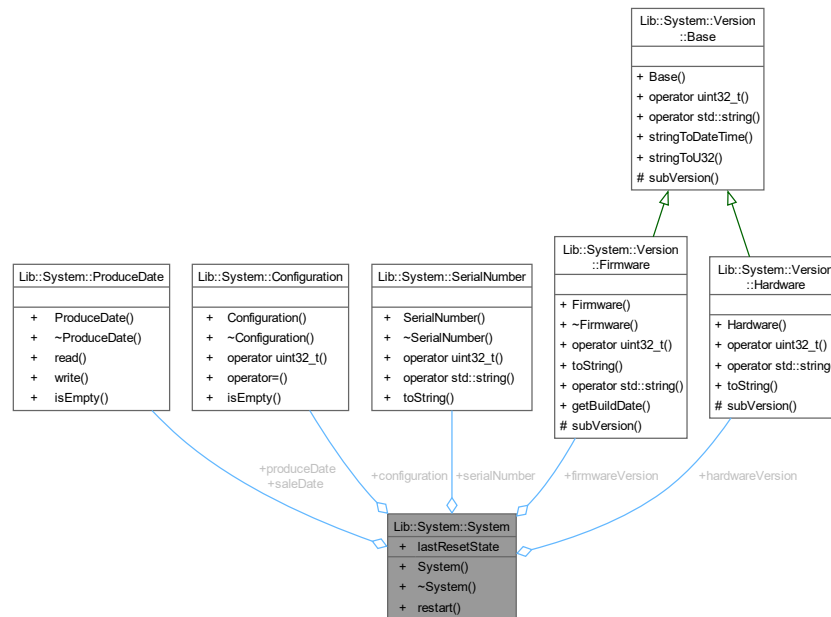 Lib::System::Version
::Base
+ Base()
+ operator uint32_t()
+ operator std::string()
+ stringToDateTime()
+ stringToU32()
# subVersion()
Lib::System::ProduceDate
+ ProduceDate()
+ ~ProduceDate()
+ read()
+ write()
+ isEmpty()
Lib::System::Configuration
+ Configuration()
+ ~Configuration()
+ operator uint32_t()
+ operator=()
+ isEmpty()
Lib::System::SerialNumber
+ SerialNumber()
+ ~SerialNumber()
+ operator uint32_t()
+ operator std::string()
+ toString()
Lib::System::Version
::Firmware
+ Firmware()
+ ~Firmware()
+ operator uint32_t()
+ toString()
+ operator std::string()
+ getBuildDate()
# subVersion()
Lib::System::Version
::Hardware
+ Hardware()
+ operator uint32_t()
+ operator std::string
+ toString()
# subVersion()
+produceDate
+saleDate
+configuration
+serialNumber
+firmwareVersion
+hardwareVersion
Lib::System::System
+ lastResetState
+ System()
+ ~System()
+ restart()